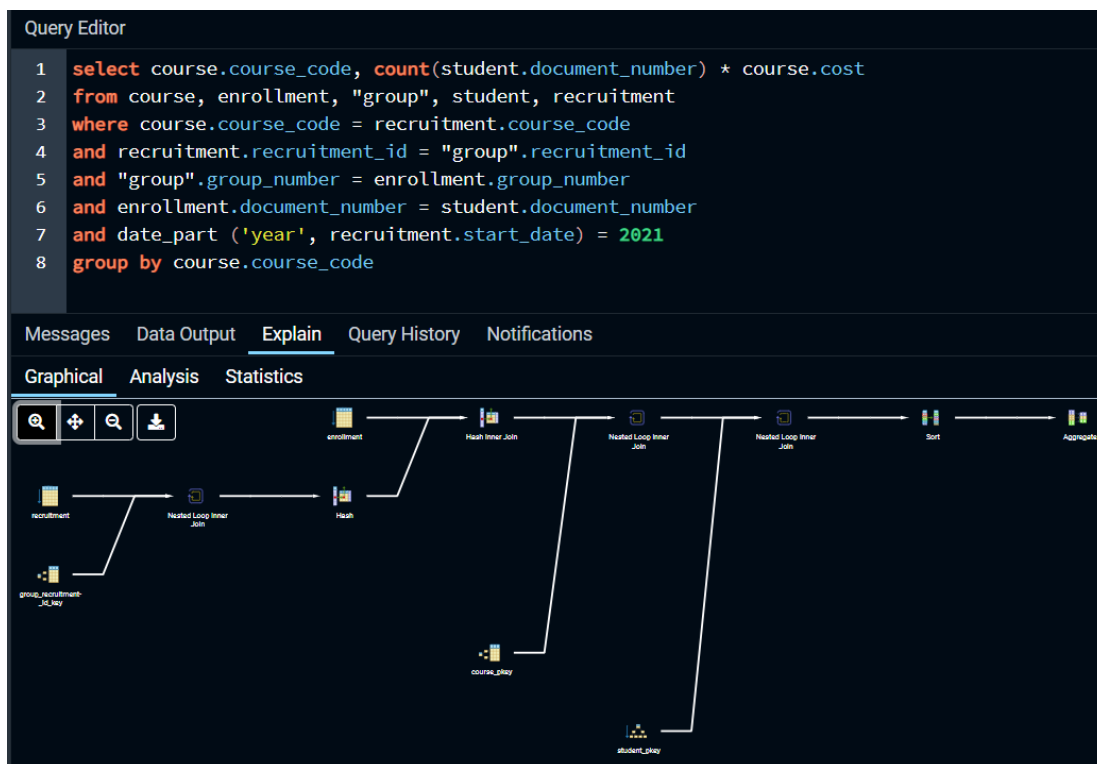 Query Editor
1 select course.course_code, count(student.document_number) * course.cost
2 from course, enrollment, "group", student, recruitment
3 where course.course_code = recruitment.course_code
4 and recruitment.recruitment_id = "group".recruitment_id
5 and "group".group_number = enrollment.group_number
6 and enrollment.document_number = student.document_number
7 and date_part ('year', recruitment.start_date) = 2021
8 group by course.course_code
Messages Data Output Explain Query History Notifications
Graphical Analysis Statistics
enrollment
Hash Inner Join
Nested Loop Inner
Join
Nested Loop Inner
Join
Sort
Aggregate
recruitment
Nested Loop Inner
Join
Hash
group_recruitment-
_id_key
course_pkey
student_pkey